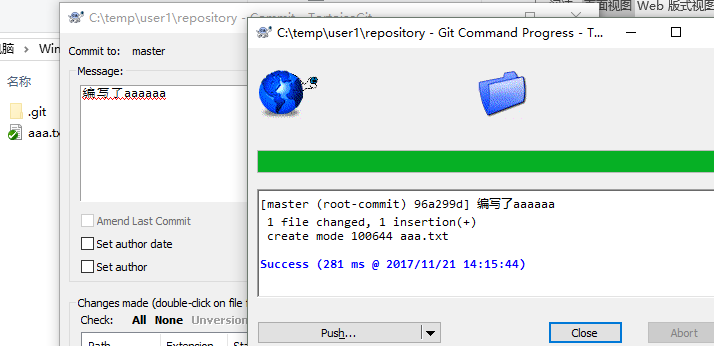 C:\temp\user1\repository - Commit - TortoiseGit
页面视图 Web 版式视图
C:\temp\user1\repository - Git Command Progress - T...
脑
Win
Commit to: master
Message:
名称
编写了aaaaaa
.git
aaa.tx
[master (root-commit) 96a299d] 编写了aaaaaa
1 file changed, 1 insertion(+)
create mode 100644 aaa.txt
Success (281 ms @ 2017/11/21 14:15:44)
Amend Last Commit
Set author date
Set author
Changes made (double-click on file f
Check: All None Unversion
Path Extension Sta
Push... Close Abort